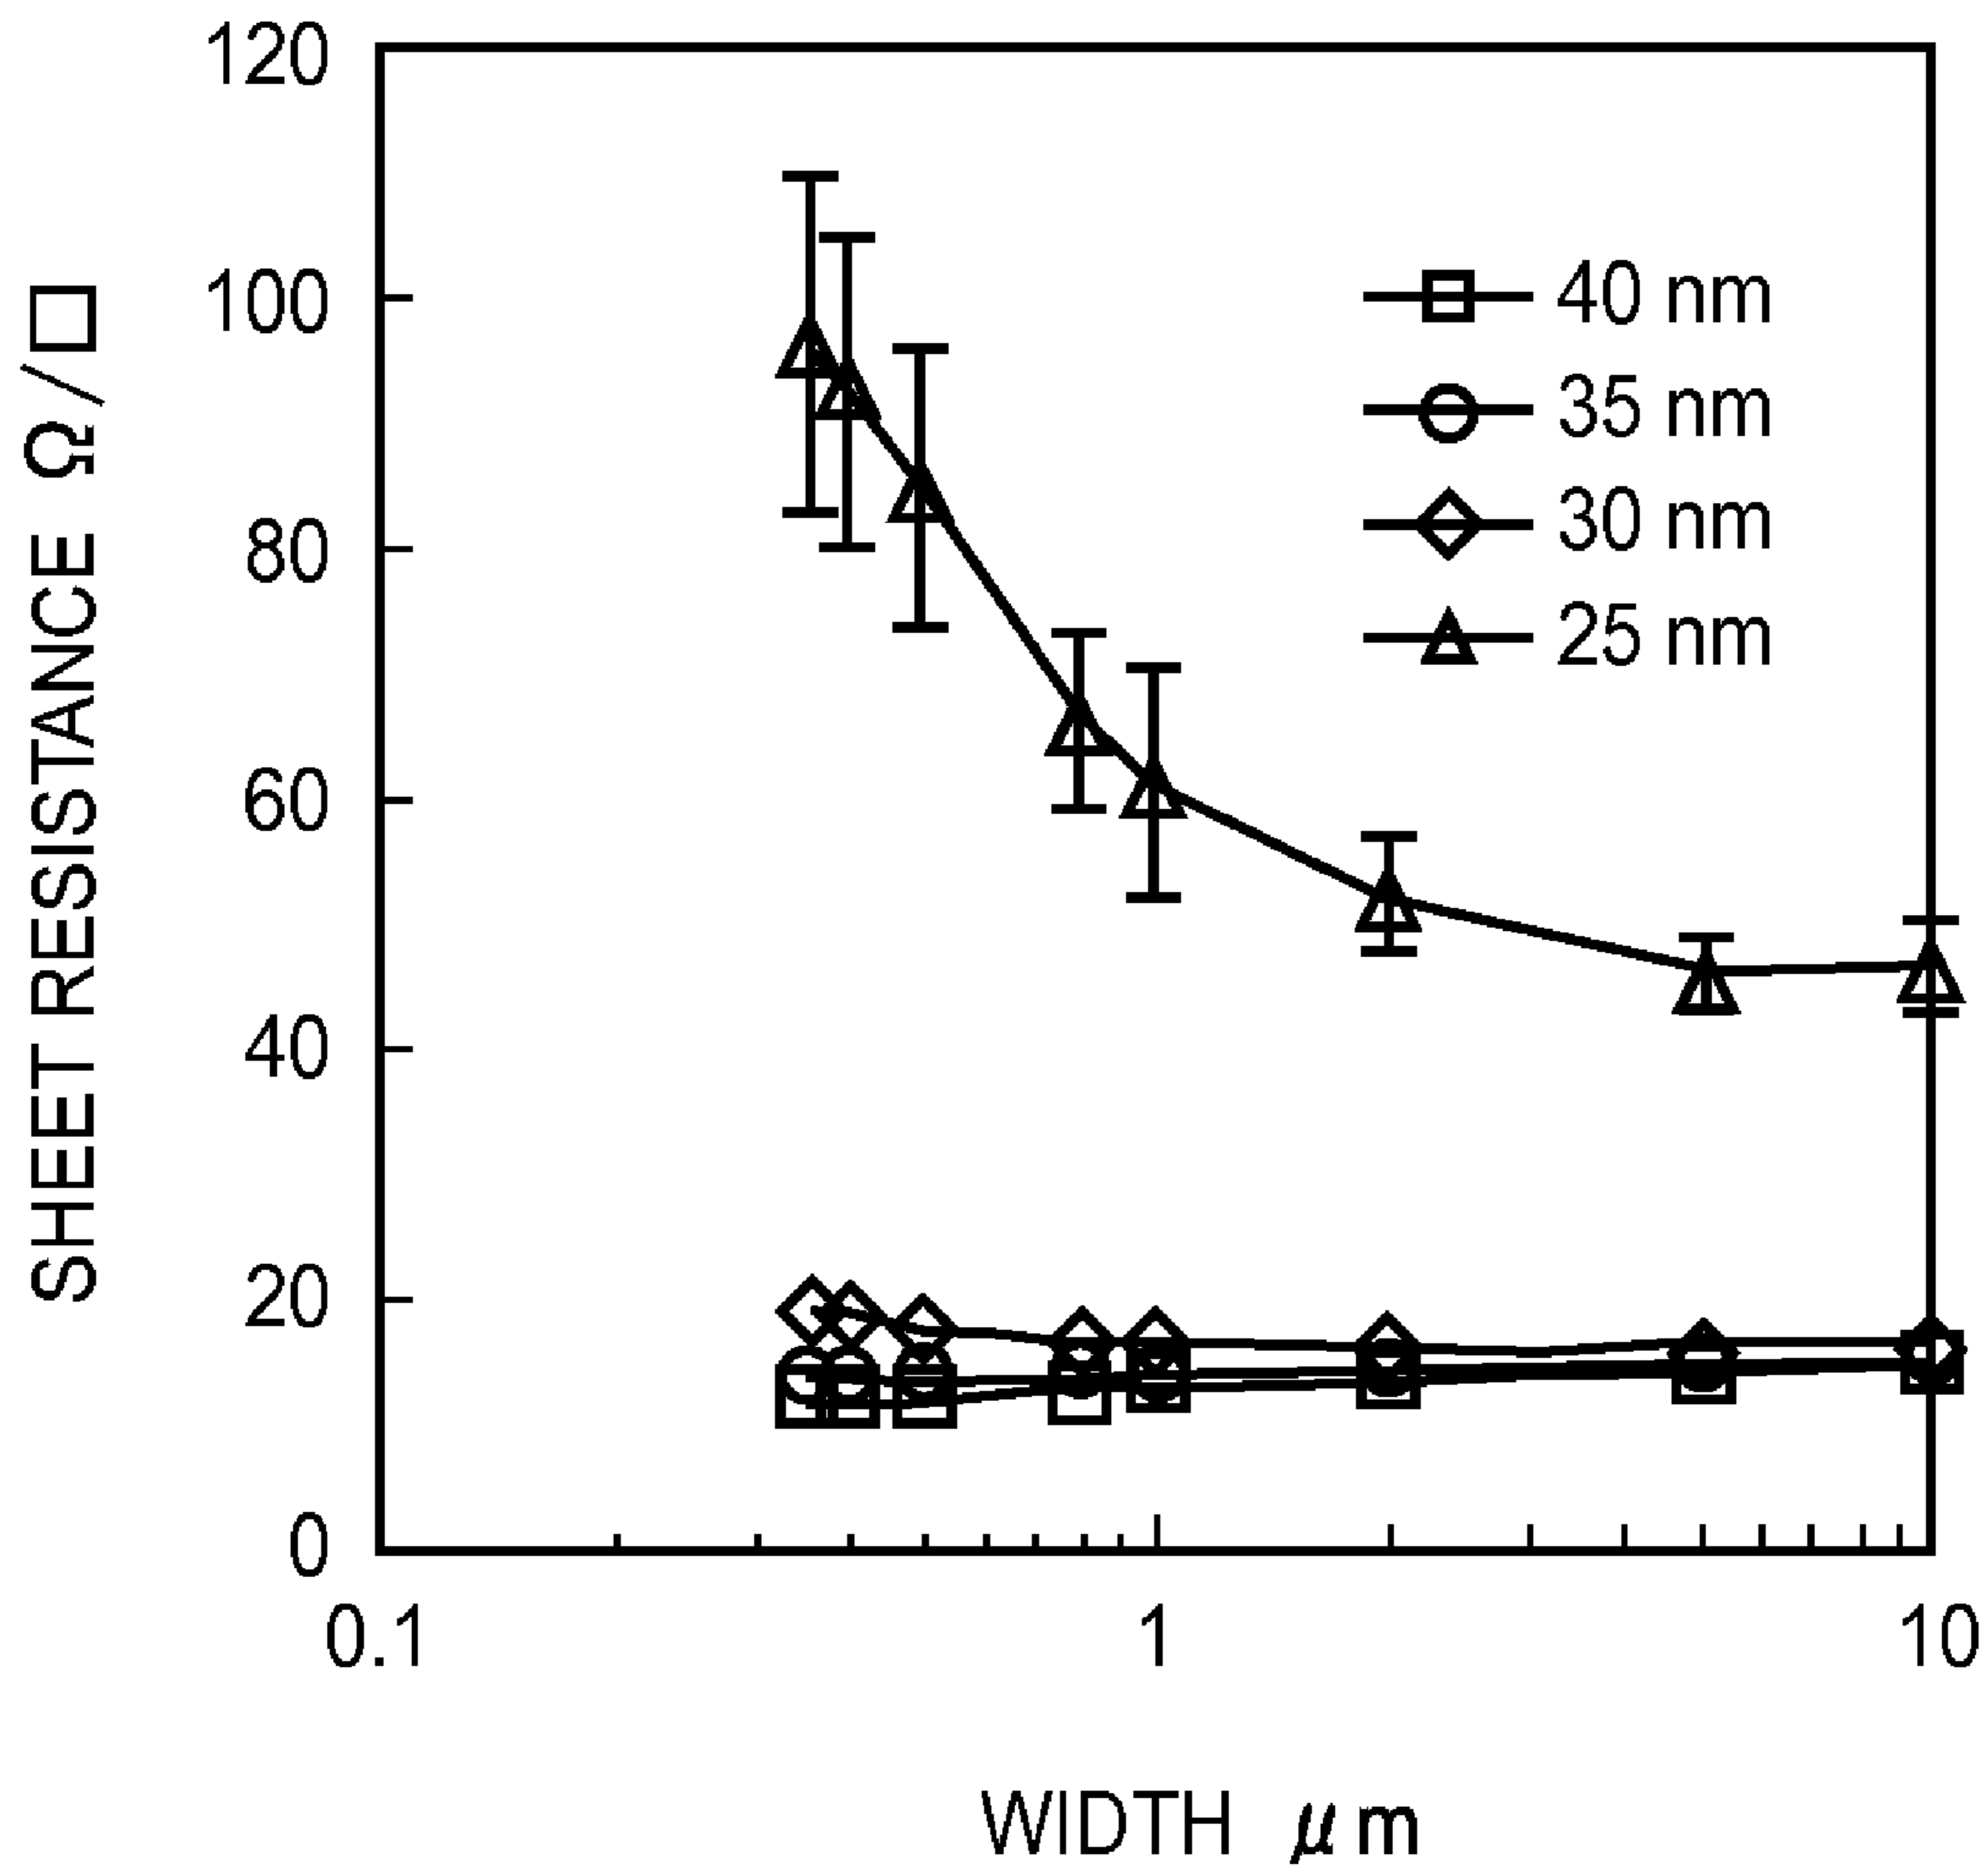 SHEET RESISTANCE Ω/□
120
100
80
60
40
20
0
40 nm
35 nm
30 nm
25 nm
0.1
1
10
WIDTH μm